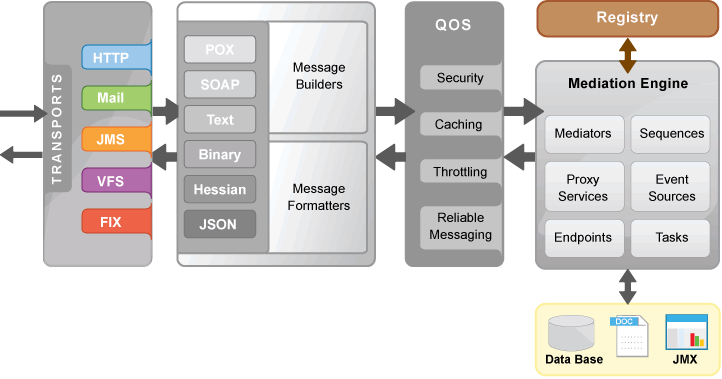 TRANSPORTS
HTTP
Mail
JMS
VFS
FIX
POX
SOAP
Text
Binary
Hessian
JSON
Message
Builders
Message
Formatters
QOS
Security
Caching
Throttling
Reliable
Messaging
Registry
Mediation Engine
Mediators
Sequences
Proxy
Services
Event
Sources
Endpoints
Tasks
Data Base
DOC
JMX